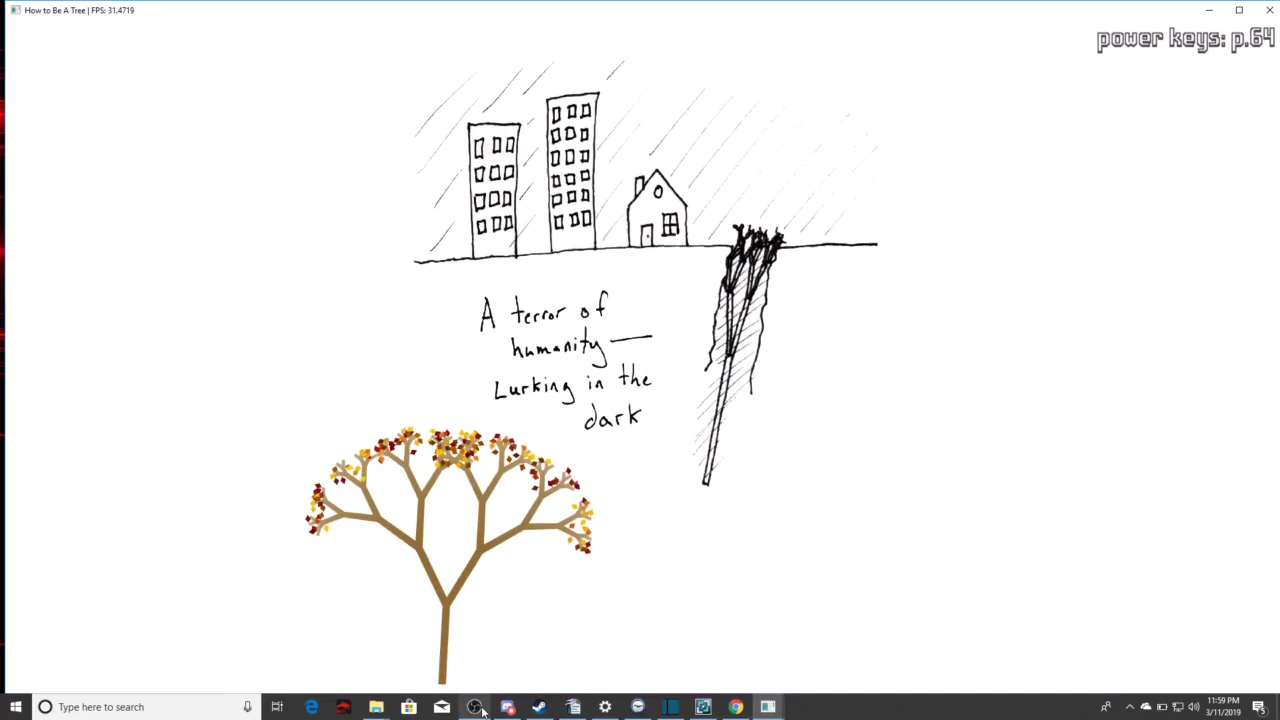 How to Be A Tree | FPS: 31.4719
power keys: p.64
A terror of
humanity—
Lurking in the
dark
Type here to search
11:59 PM
3/11/2019
5